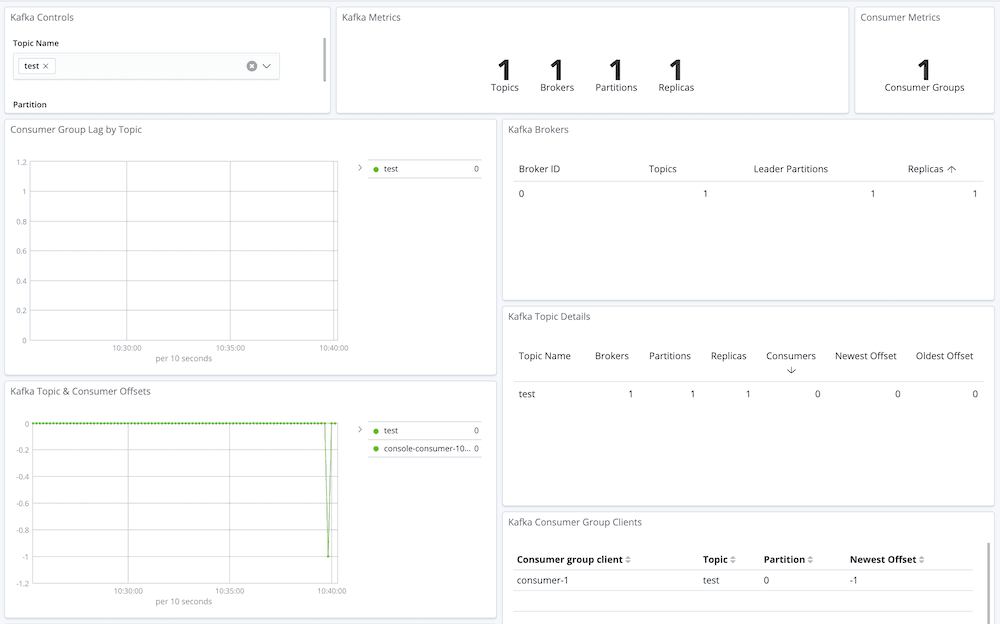 Kafka Controls
Topic Name
test ×
Partition
Kafka Metrics
1 1 1 1
Topics Brokers Partitions Replicas
Consumer Metrics
1
Consumer Groups
Consumer Group Lag by Topic
1.2
1
0.8
0.6
0.4
0.2
0
10:30:00 10:35:00 10:40:00
per 10 seconds
test 0
Kafka Brokers
Broker ID Topics Leader Partitions Replicas ↑
0 1 1 1
Kafka Topic Details
Topic Name Brokers Partitions Replicas Consumers ↓ Newest Offset Oldest Offset
test 1 1 1 0 0 0
Kafka Topic & Consumer Offsets
0
-0.2
-0.4
-0.6
-0.8
-1
-1.2
10:30:00 10:35:00 10:40:00
per 10 seconds
test 0
console-consumer-10... 0
Kafka Consumer Group Clients
Consumer group client Topic Partition Newest Offset
consumer-1 test 0 -1